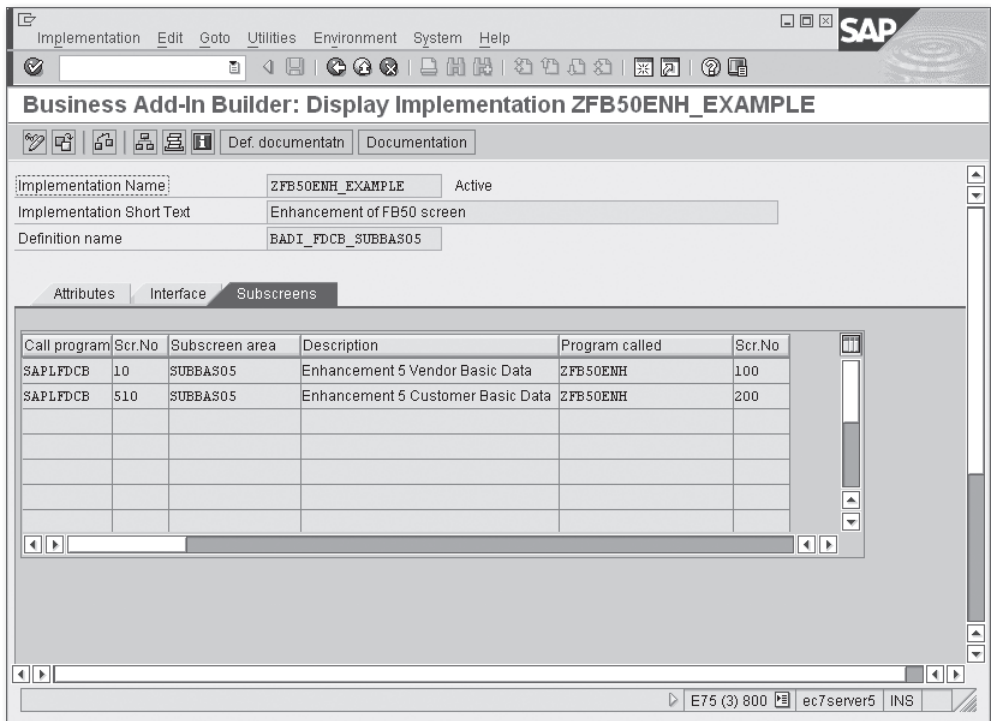 SAP
Implementation Edit Goto Utilities Environment System Help
Business Add-In Builder: Display Implementation ZFB50ENH_EXAMPLE
Def. documentatn Documentation
Implementation Name ZFB50ENH_EXAMPLE Active
Implementation Short Text Enhancement of FB50 screen
Definition name BADI_FDCB_SUBBAS05
Attributes Interface Subscreens
Call program Scr.No Subscreen area Description Program called Scr.No
SAPLFDCB 10 SUBBAS05 Enhancement 5 Vendor Basic Data ZFB50ENH 100
SAPLFDCB 510 SUBBAS05 Enhancement 5 Customer Basic Data ZFB50ENH 200
E75 (3) 800 ec7server5 INS